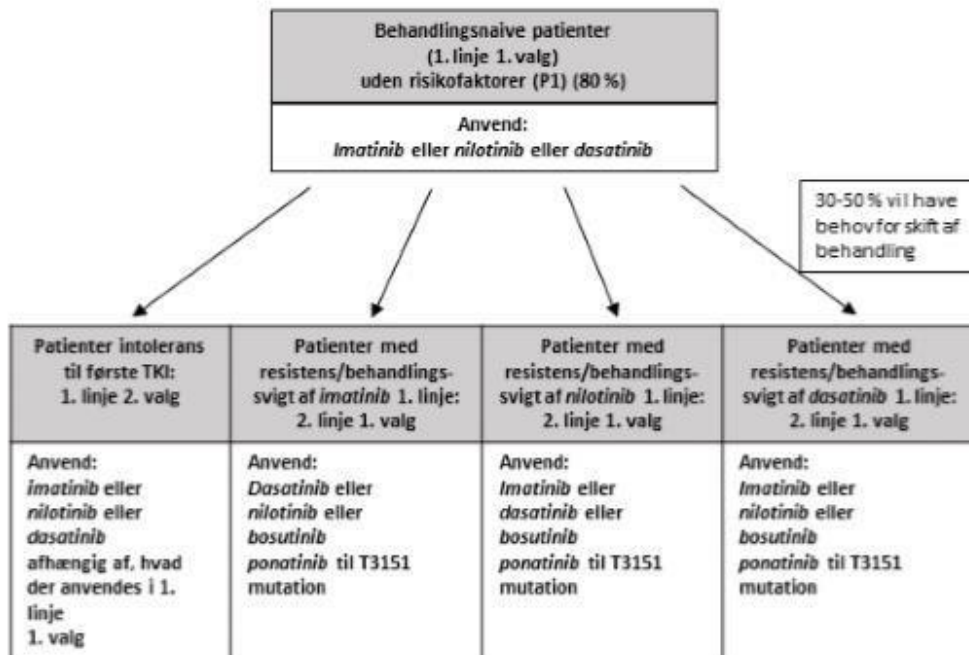 Behandlingsnaive patienter
(1. linje 1. valg)
uden risikofaktorer (P1) (80 %)
Anvend:
Imatinib eller nilotinib eller dasatinib
30-50 % vil have
behov for skift af
behandling
Patienter intolerans
til første TKI:
1. linje 2. valg
Anvend:
imatinib eller
nilotinib eller
dasatinib
afhængig af, hvad
der anvendes i 1.
linje
1. valg
Patienter med
resistens/behandlings-
svigt af imatinib 1. linje:
2. linje 1. valg
Anvend:
Dasatinib eller
nilotinib eller
bosutinib
ponatinib til T3151
mutation
Patienter med
resistens/behandlings-
svigt af nilotinib 1. linje:
2. linje 1. valg
Anvend:
Imatinib eller
dasatinib eller
bosutinib
ponatinib til T3151
mutation
Patienter med
resistens/behandlings-
svigt af dasatinib 1. linje:
2. linje 1. valg
Anvend:
Imatinib eller
nilotinib eller
bosutinib
ponatinib til T3151
mutation